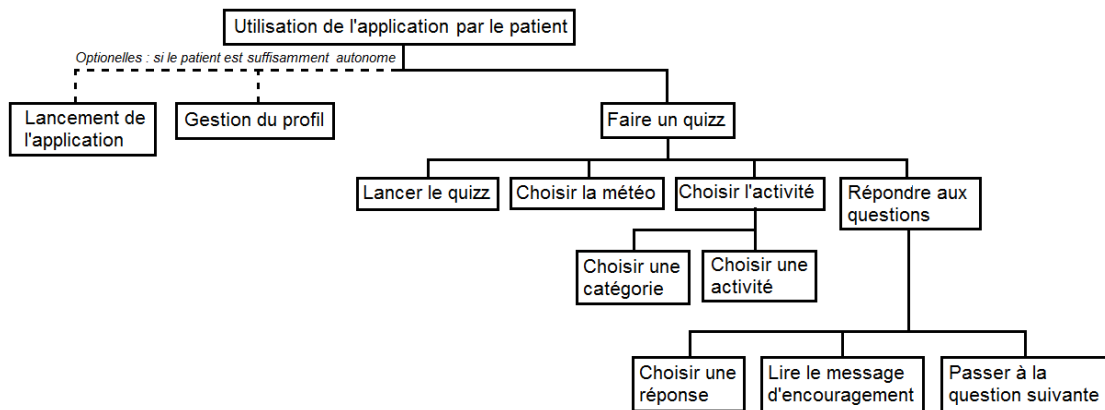 Utilisation de l'application par le patient
Optionelles : si le patient est suffisamment autonome
Lancement de
l'application
Gestion du profil
Faire un quizz
Lancer le quizz
Choisir la météo
Choisir l'activité
Répondre aux
questions
Choisir une
catégorie
Choisir une
activité
Choisir une
réponse
Lire le message
d'encouragement
Passer à la
question suivante